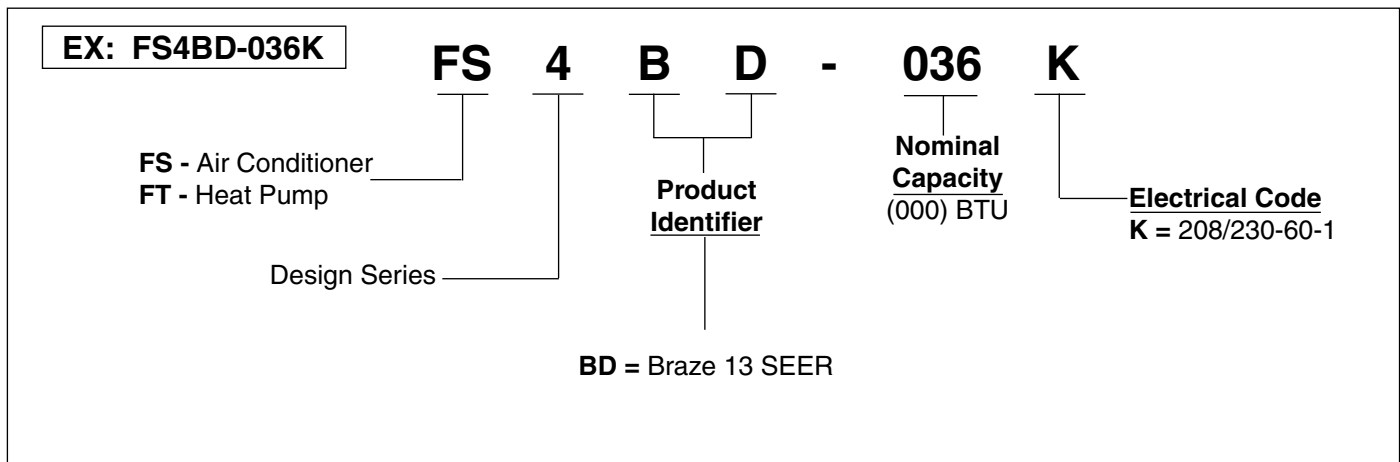 EX: FS4BD-036K
FS 4 B D - 036 K
FS - Air Conditioner
FT - Heat Pump
Design Series
Product
Identifier
BD = Braze 13 SEER
Nominal
Capacity
(000) BTU
Electrical Code
K = 208/230-60-1